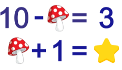 10 - 🍄 = 3
🍄 + 1 = ⭐